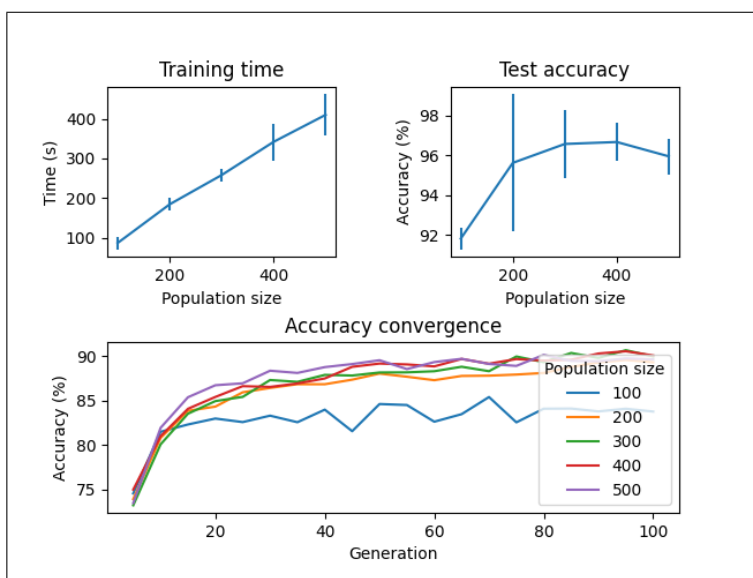 Training time
Test accuracy
Time (s)
400
300
200
100
200
400
Population size
Accuracy (%)
98
96
94
92
200
400
Population size
Accuracy convergence
Accuracy (%)
90
85
80
75
20
40
60
80
100
Generation
Population size
100
200
300
400
500